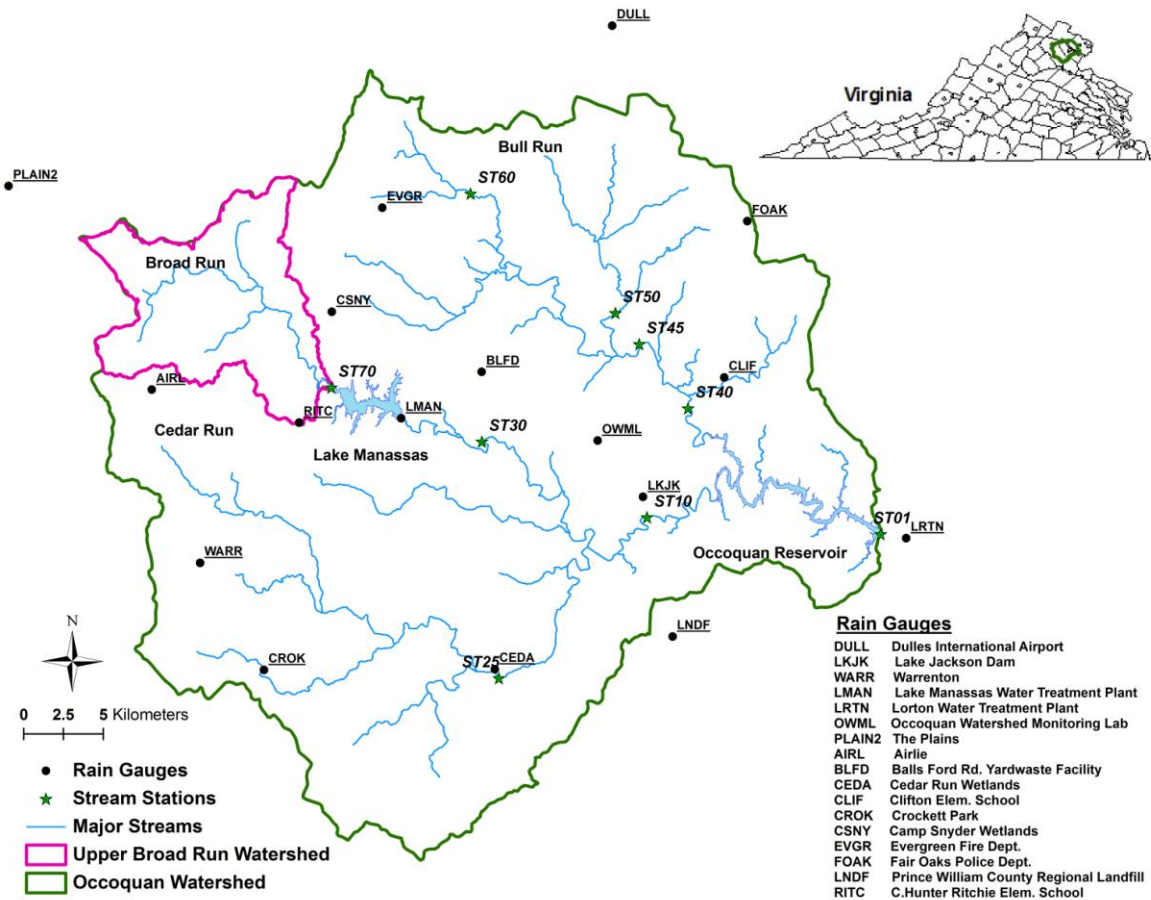 DULL
Virginia
Bull Run
PLAIN2
ST60
EVGR
FOAK
Broad Run
CSNY
ST50
ST45
BLFD
CLIF
AIRL
ST70
ST40
RITC
LMAN
Cedar Run
ST30
OWML
Lake Manassas
LKJK
ST10
ST01
LRTN
WARR
Occoquan Reservoir
LNDF
N
CROK
ST25
CEDA
0 2.5 5 Kilometers
Rain Gauges
Stream Stations
Major Streams
Upper Broad Run Watershed
Occoquan Watershed
Rain Gauges
DULL Dulles International Airport
LKJK Lake Jackson Dam
WARR Warrenton
LMAN Lake Manassas Water Treatment Plant
LRTN Lorton Water Treatment Plant
OWML Occoquan Watershed Monitoring Lab
PLAIN2 The Plains
AIRL Airlie
BLFD Balls Ford Rd. Yardwaste Facility
CEDA Cedar Run Wetlands
CLIF Clifton Elem. School
CROK Crockett Park
CSNY Camp Snyder Wetlands
EVGR Evergreen Fire Dept.
FOAK Fair Oaks Police Dept.
LNDF Prince William County Regional Landfill
RITC C.Hunter Ritchie Elem. School